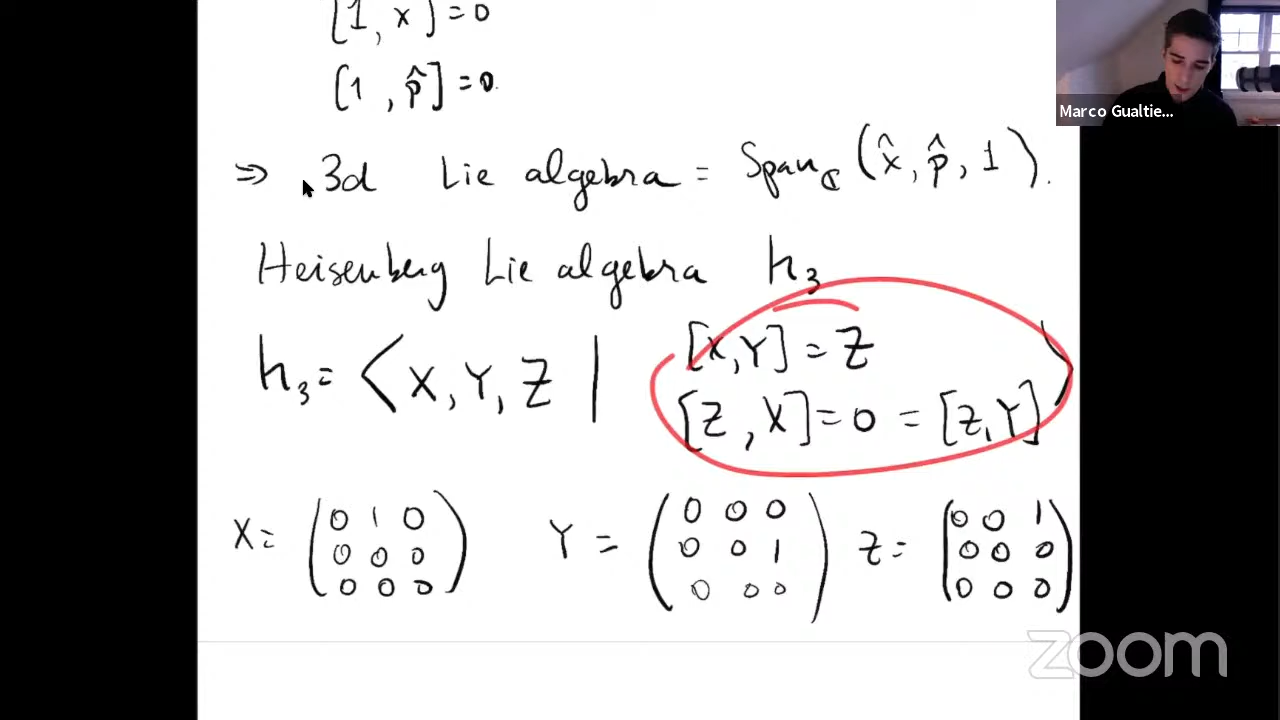 [1, x] = 0
[1, p̂] = 0.
Marco Gualtie...
⇒ 3d Lie algebra = Span_ℂ (x̂, p̂, 1).
Heisenberg Lie algebra h₃
h₃ = ⟨ X, Y, Z | [X,Y] = Z
[Z, X] = 0 = [Z,Y] ⟩
X = ( 0 1 0 Y = ( 0 0 0 Z = ( 0 0 1
0 0 0 0 0 1 0 0 0
0 0 0 ) 0 0 0 ) 0 0 0 )
zoom